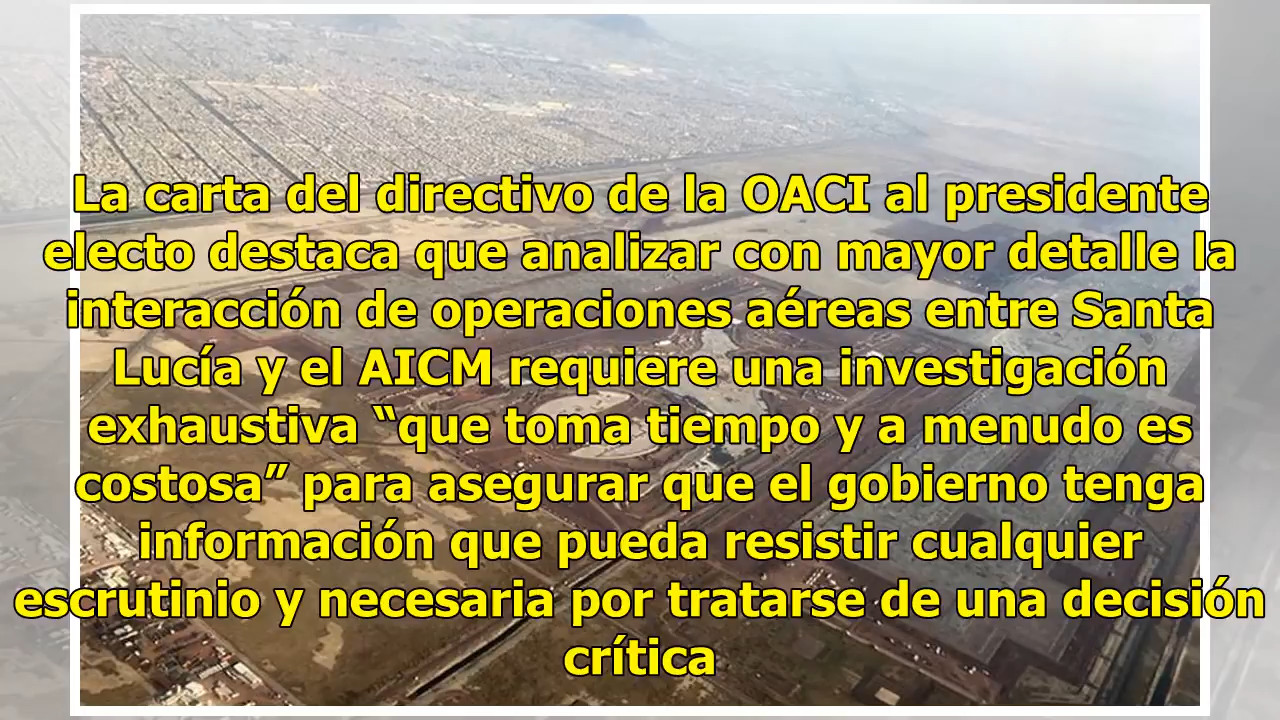 La carta del directivo de la OACI al presidente
electo destaca que analizar con mayor detalle la
interacción de operaciones aéreas entre Santa
Lucía y el AICM requiere una investigación
exhaustiva “que toma tiempo y a menudo es
costosa” para asegurar que el gobierno tenga
información que pueda resistir cualquier
escrutinio y necesaria por tratarse de una decisión
crítica